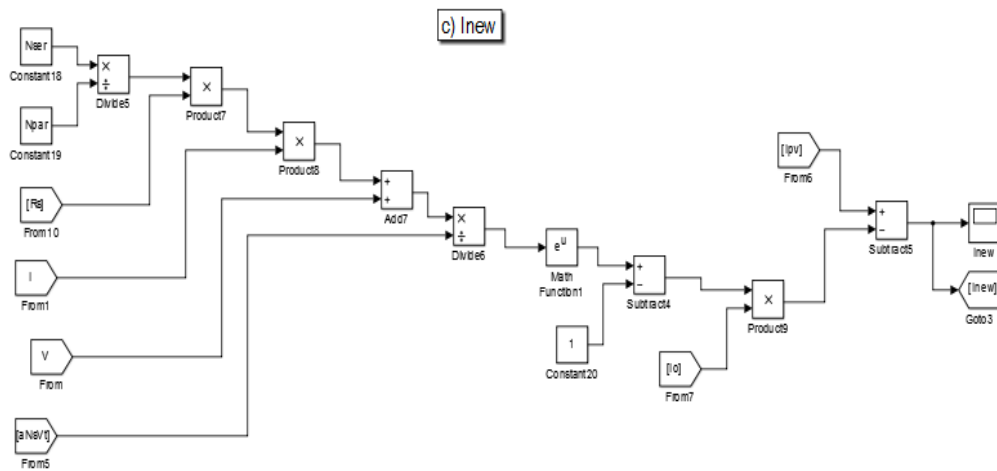 c) Inew
Nser
Constant18
×
÷
Divide5
Npar
Constant19
×
Product7
×
Product8
[Rs]
From10
+
+
Add7
I
From1
×
÷
Divide6
V
From
[aNsVt]
From5
e^u
Math
Function1
+
−
Subtract4
1
Constant20
×
Product9
[Io]
From7
[Ipv]
From6
+
−
Subtract5
Inew
[Inew]
Goto3